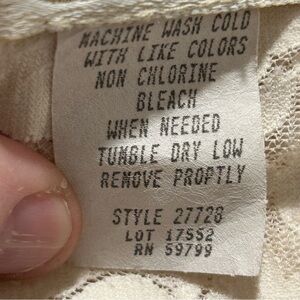 MACHINE WASH COLD
WITH LIKE COLORS
NON CHLORINE
BLEACH
WHEN NEEDED
TUMBLE DRY LOW
REMOVE PROPTLY
STYLE 27728
LOT 17552
RN 59799